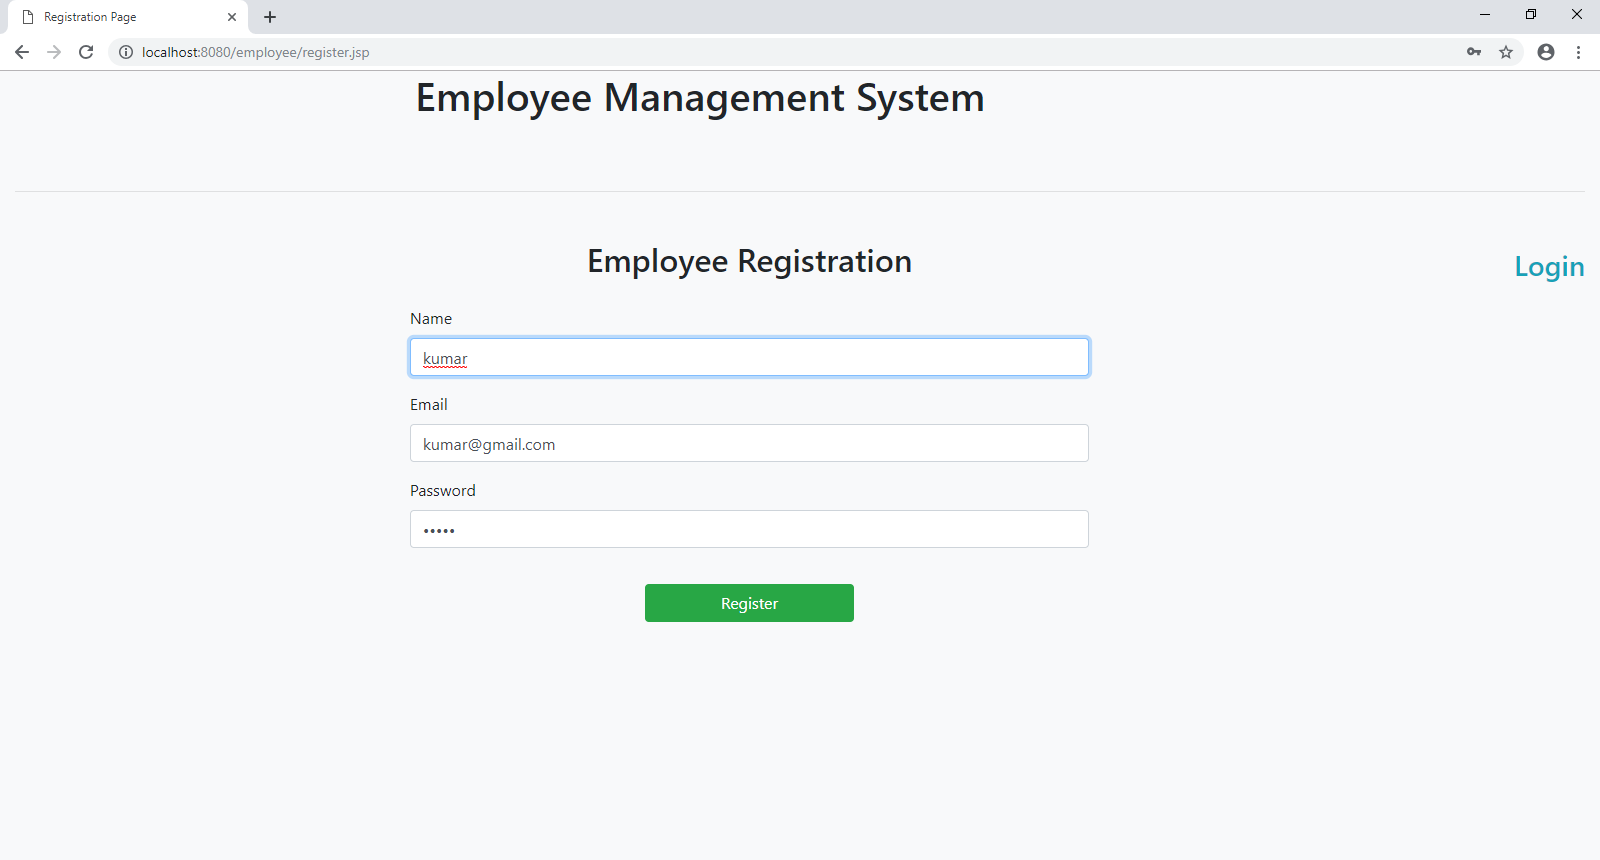 Registration Page
localhost:8080/employee/register.jsp
Employee Management System
Employee Registration
Login
Name
kumar
Email
kumar@gmail.com
Password
•••••
Register